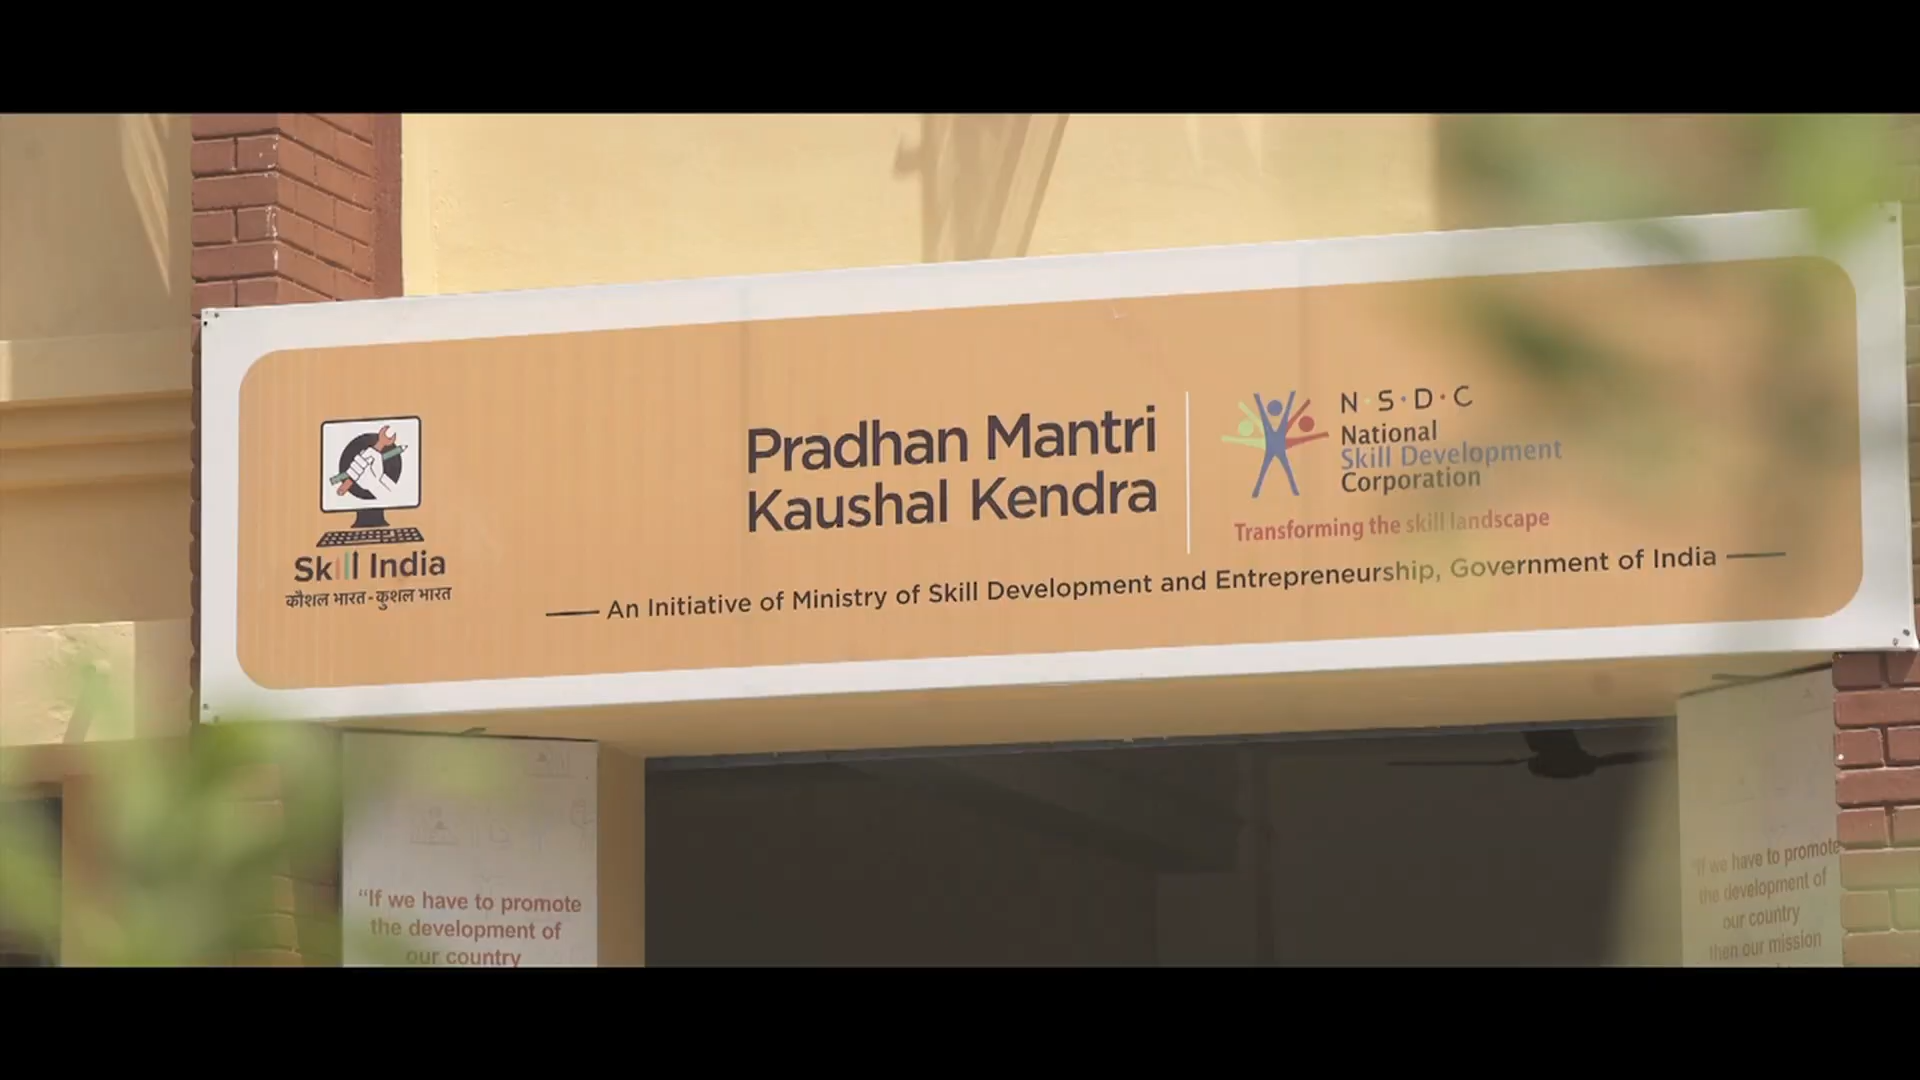 Skill India
कौशल भारत - कुशल भारत
Pradhan Mantri
Kaushal Kendra
N·S·D·C
National
Skill Development
Corporation
Transforming the skill landscape
An Initiative of Ministry of Skill Development and Entrepreneurship, Government of India
“If we have to promote
the development of
our country
“If we have to promote
the development of
our country
then our mission